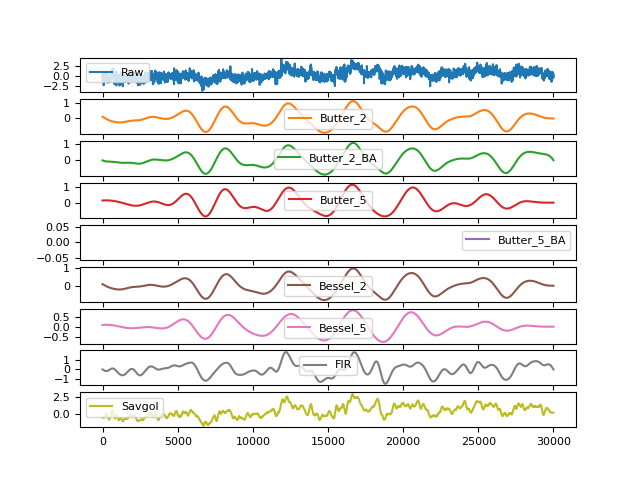 2.5
0.0
−2.5
Raw
1
0
Butter_2
1
0
Butter_2_BA
1
0
Butter_5
0.05
0.00
−0.05
Butter_5_BA
1
0
Bessel_2
0.5
0.0
−0.5
Bessel_5
1
0
−1
FIR
2.5
0.0
Savgol
0 5000 10000 15000 20000 25000 30000